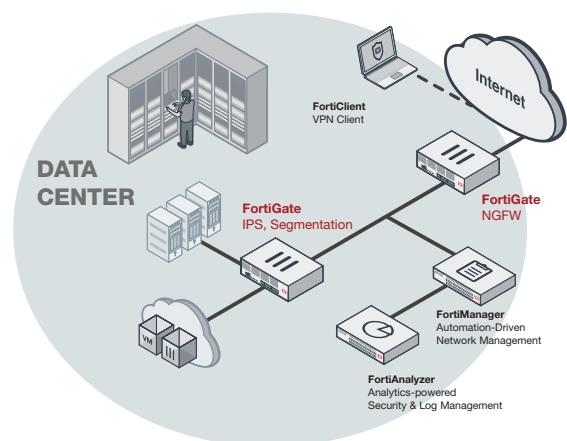 Internet
FortiClient
VPN Client
DATA
CENTER
FortiGate
NGFW
FortiGate
IPS, Segmentation
FortiManager
Automation-Driven
Network Management
VM
FortiAnalyzer
Analytics-powered
Security & Log Management